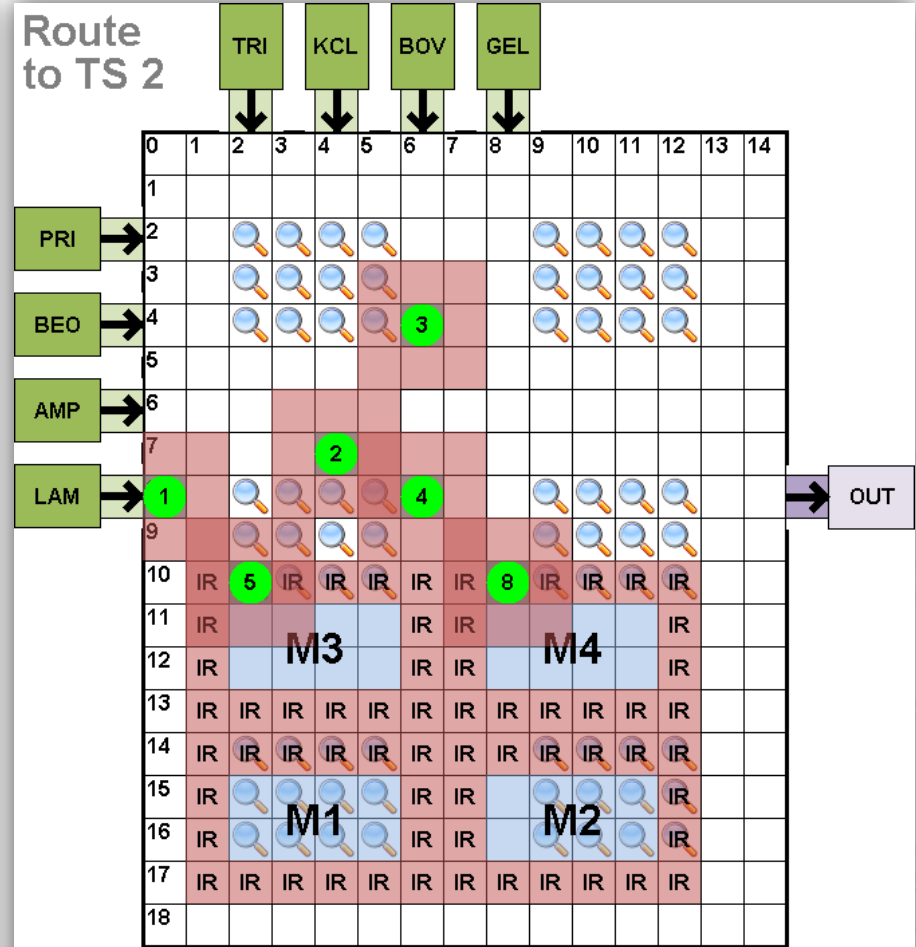 Route
to TS 2
TRI KCL BOV GEL
0 1 2 3 4 5 6 7 8 9 10 11 12 13 14
1
PRI 2
3
BEO 4 3
5
AMP 6
7 2
LAM 1 4 OUT
9
10 IR 5 IR IR IR IR IR 8 IR IR IR IR
11 IR IR IR IR
M3 M4
12 IR IR IR IR
13 IR IR IR IR IR IR IR IR IR IR IR IR
14 IR IR IR IR IR IR IR IR IR IR IR IR
15 IR IR IR IR
M1 M2
16 IR IR IR IR
17 IR IR IR IR IR IR IR IR IR IR IR IR
18